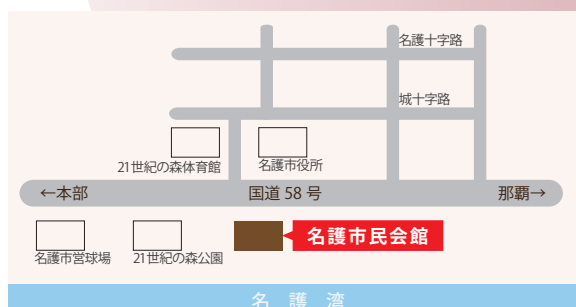 名護十字路
城十字路
21世紀の森体育館
名護市役所
←本部 国道58号 那覇→
名護市民会館
名護市営球場 21世紀の森公園
名護湾